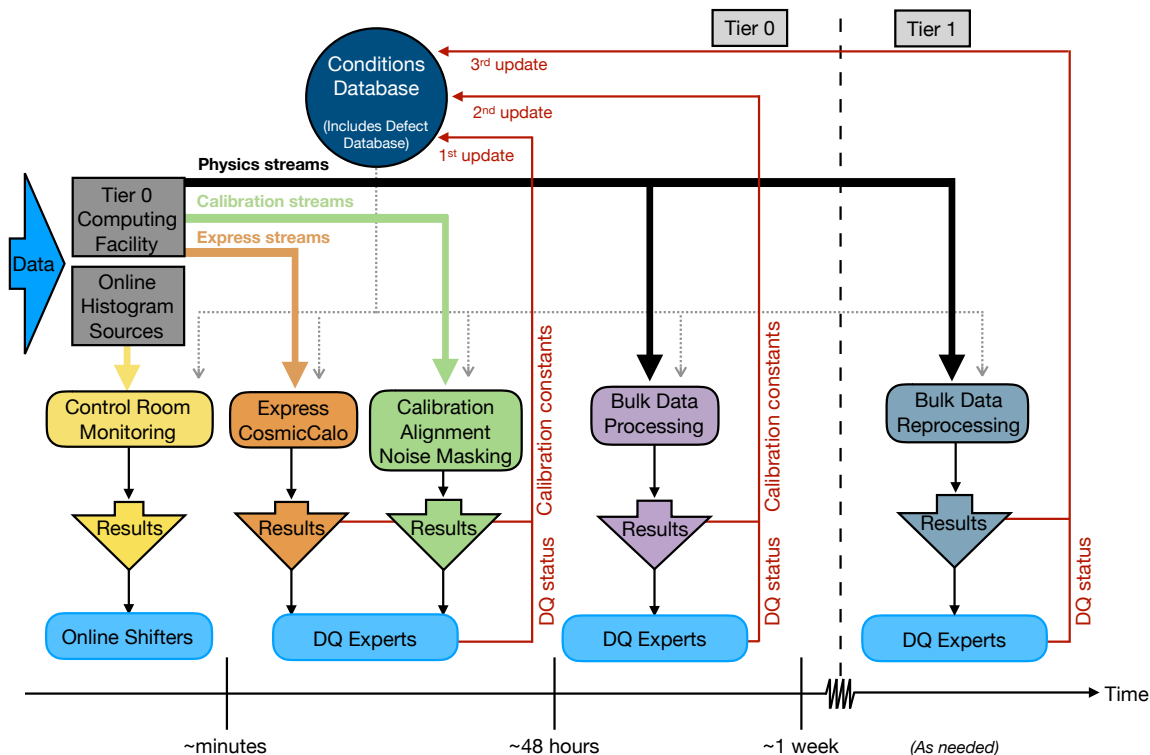 Tier 0
Tier 1
Conditions
Database
(Includes Defect
Database)
3rd update
2nd update
1st update
Physics streams
Calibration streams
Express streams
Data
Tier 0
Computing
Facility
Online
Histogram
Sources
Control Room
Monitoring
Express
CosmicCalo
Calibration
Alignment
Noise Masking
Bulk Data
Processing
Bulk Data
Reprocessing
Calibration constants
Calibration constants
Results
Results
Results
Results
Results
DQ status
DQ status
DQ status
Online Shifters
DQ Experts
DQ Experts
DQ Experts
Time
~minutes
~48 hours
~1 week
(As needed)